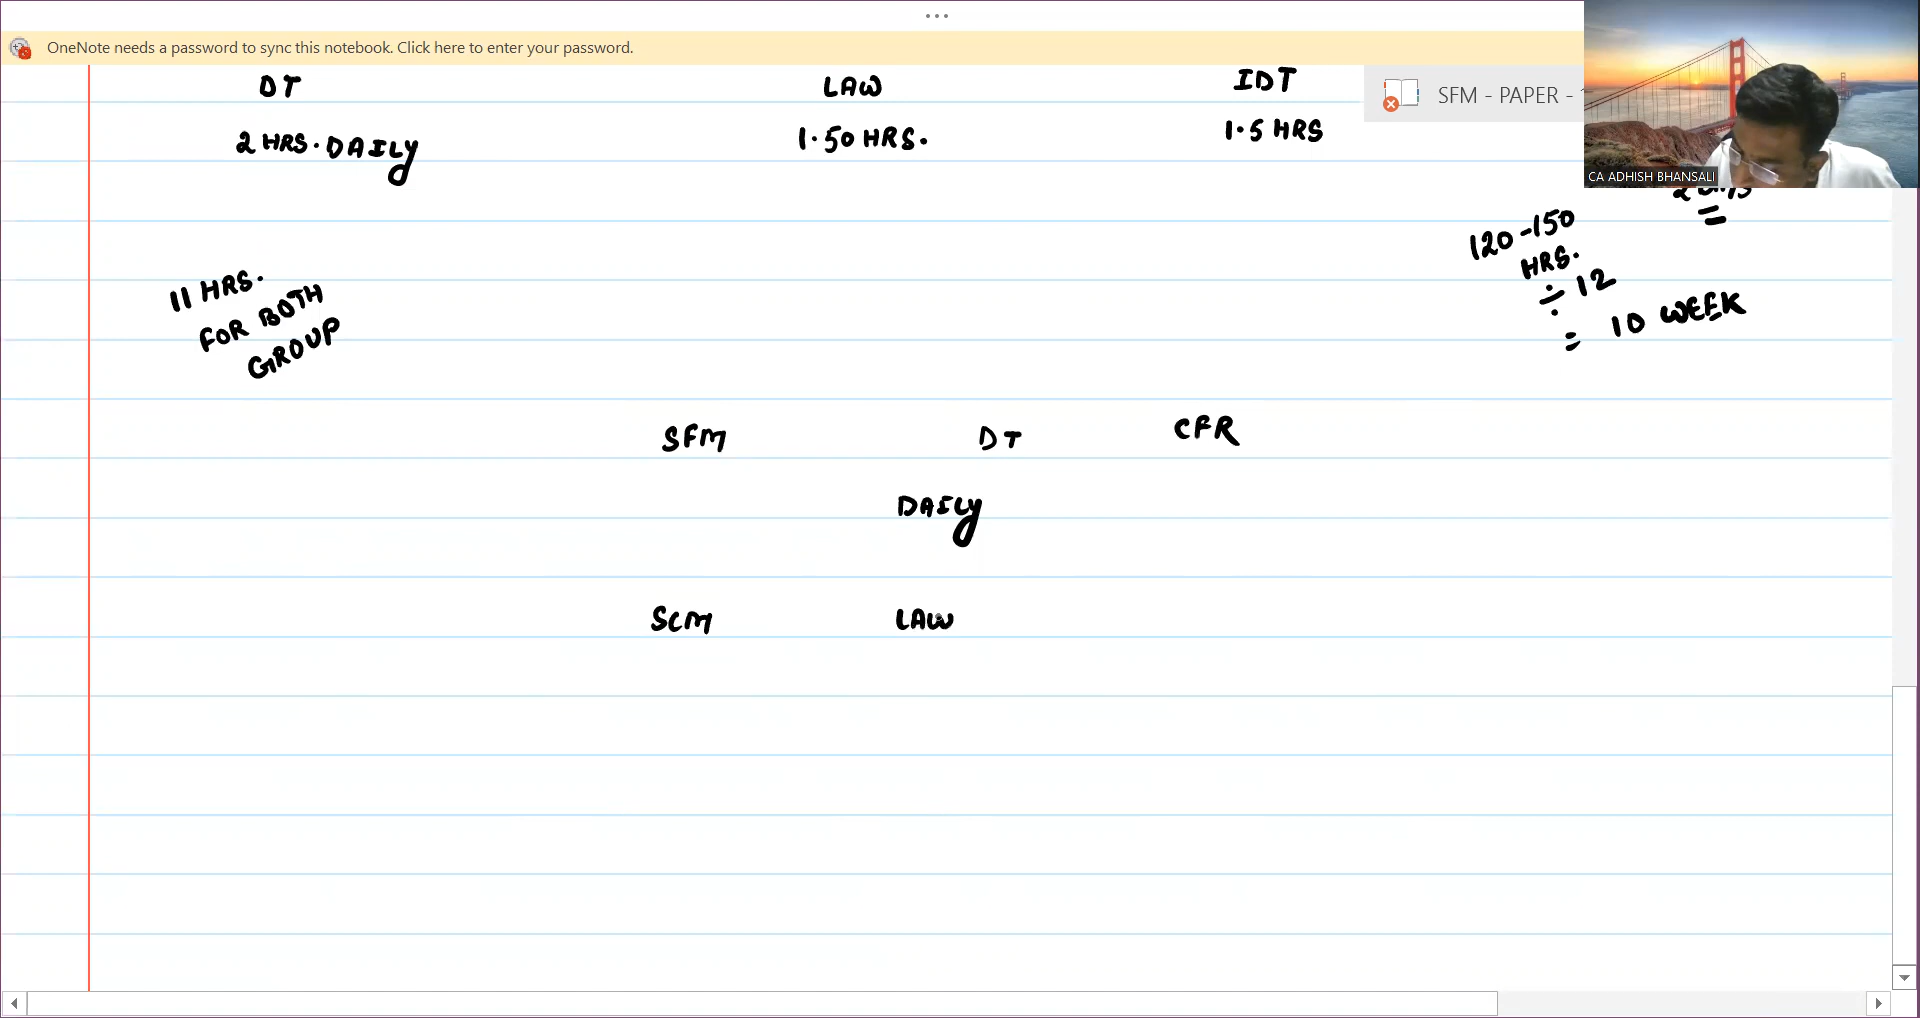 OneNote needs a password to sync this notebook. Click here to enter your password.
DT LAW IDT
SFM - PAPER -
2 HRS. DAILY 1.50 HRS. 1.5 HRS
CA ADHISH BHANSALI
120-150
HRS.
÷ 12
= 10 WEEK
11 HRS.
FOR BOTH
GROUP
SFM DT CFR
DAILY
SCM LAW